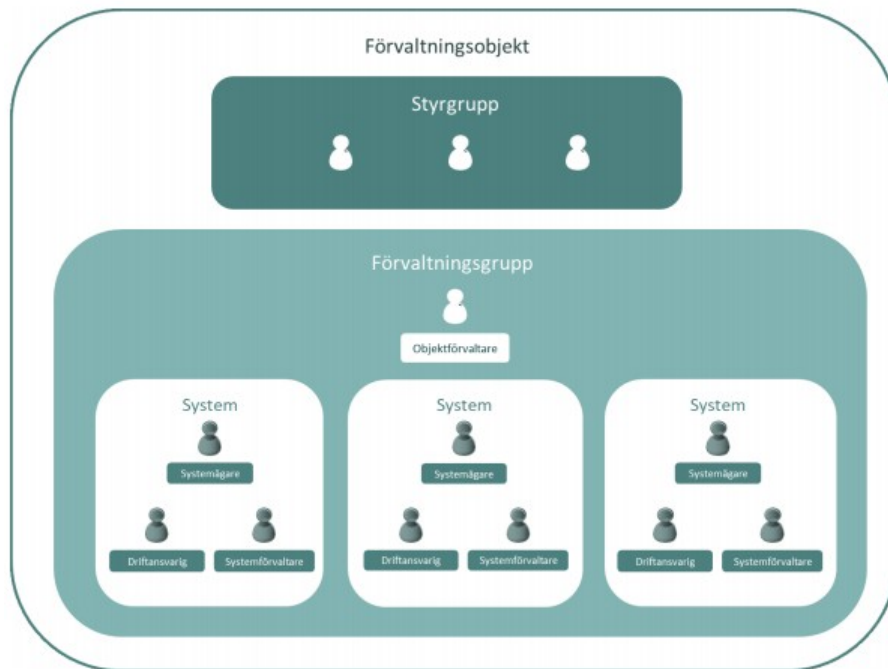 Förvaltningsobjekt
Styrgrupp
Förvaltningsgrupp
Objektförvaltare
System
System
System
Systemägare
Systemägare
Systemägare
Driftansvarig
Systemförvaltare
Driftansvarig
Systemförvaltare
Driftansvarig
Systemförvaltare